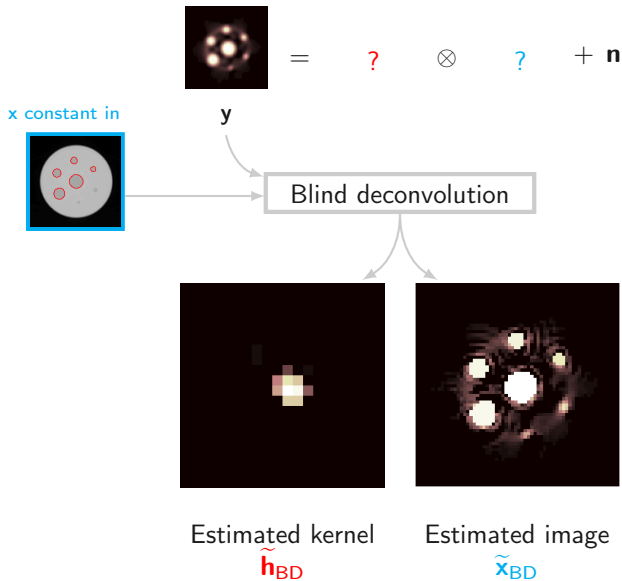 = ? ⊗ ? + n
y
x constant in
Blind deconvolution
Estimated kernel
h̃BD
Estimated image
x̃BD